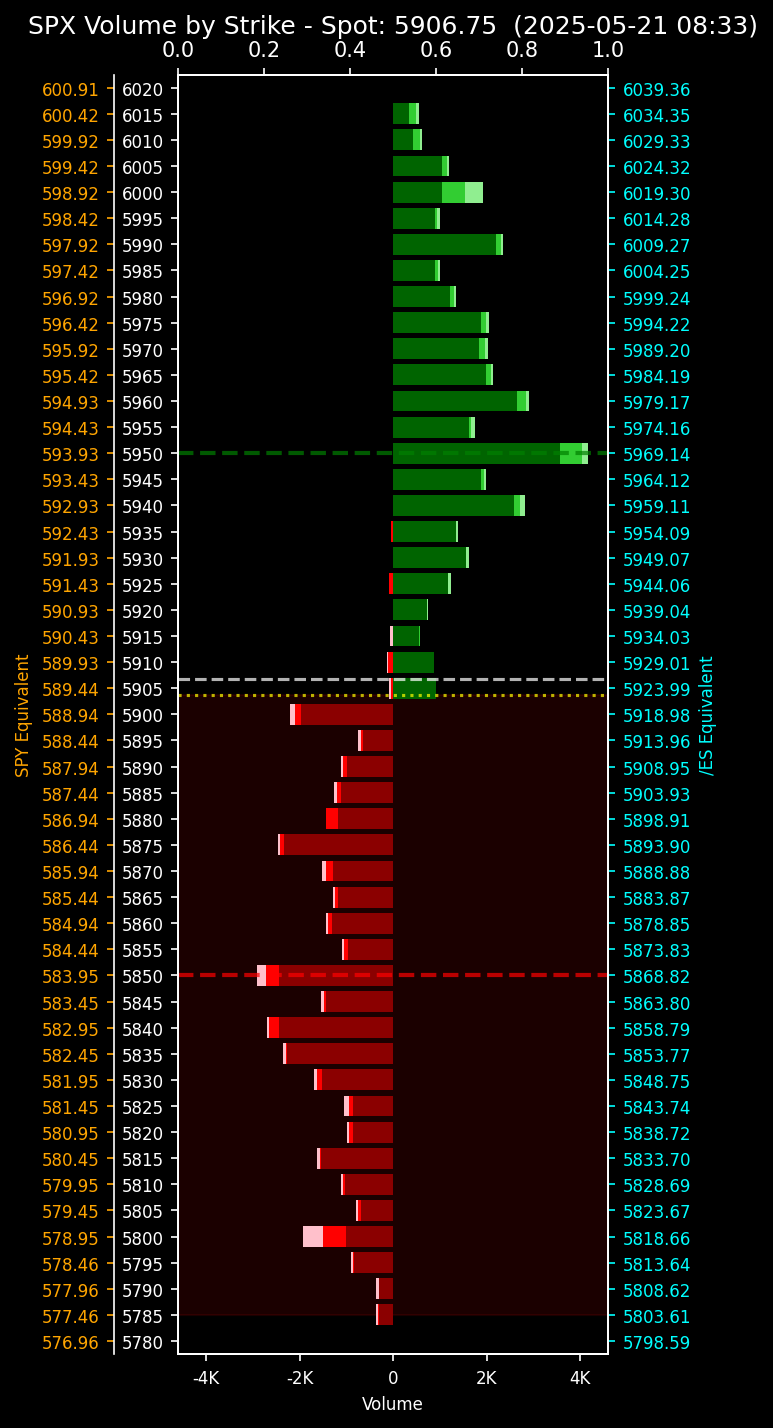 SPX Volume by Strike - Spot: 5906.75 (2025-05-21 08:33)
0.0 0.2 0.4 0.6 0.8 1.0
600.91 6020 6039.36
600.42 6015 6034.35
599.92 6010 6029.33
599.42 6005 6024.32
598.92 6000 6019.30
598.42 5995 6014.28
597.92 5990 6009.27
597.42 5985 6004.25
596.92 5980 5999.24
596.42 5975 5994.22
595.92 5970 5989.20
595.42 5965 5984.19
594.93 5960 5979.17
594.43 5955 5974.16
593.93 5950 5969.14
593.43 5945 5964.12
592.93 5940 5959.11
592.43 5935 5954.09
591.93 5930 5949.07
591.43 5925 5944.06
590.93 5920 5939.04
590.43 5915 5934.03
589.93 5910 5929.01
589.44 5905 5923.99
588.94 5900 5918.98
588.44 5895 5913.96
587.94 5890 5908.95
587.44 5885 5903.93
586.94 5880 5898.91
586.44 5875 5893.90
585.94 5870 5888.88
585.44 5865 5883.87
584.94 5860 5878.85
584.44 5855 5873.83
583.95 5850 5868.82
583.45 5845 5863.80
582.95 5840 5858.79
582.45 5835 5853.77
581.95 5830 5848.75
581.45 5825 5843.74
580.95 5820 5838.72
580.45 5815 5833.70
579.95 5810 5828.69
579.45 5805 5823.67
578.95 5800 5818.66
578.46 5795 5813.64
577.96 5790 5808.62
577.46 5785 5803.61
576.96 5780 5798.59
SPY Equivalent
/ES Equivalent
-4K -2K 0 2K 4K
Volume